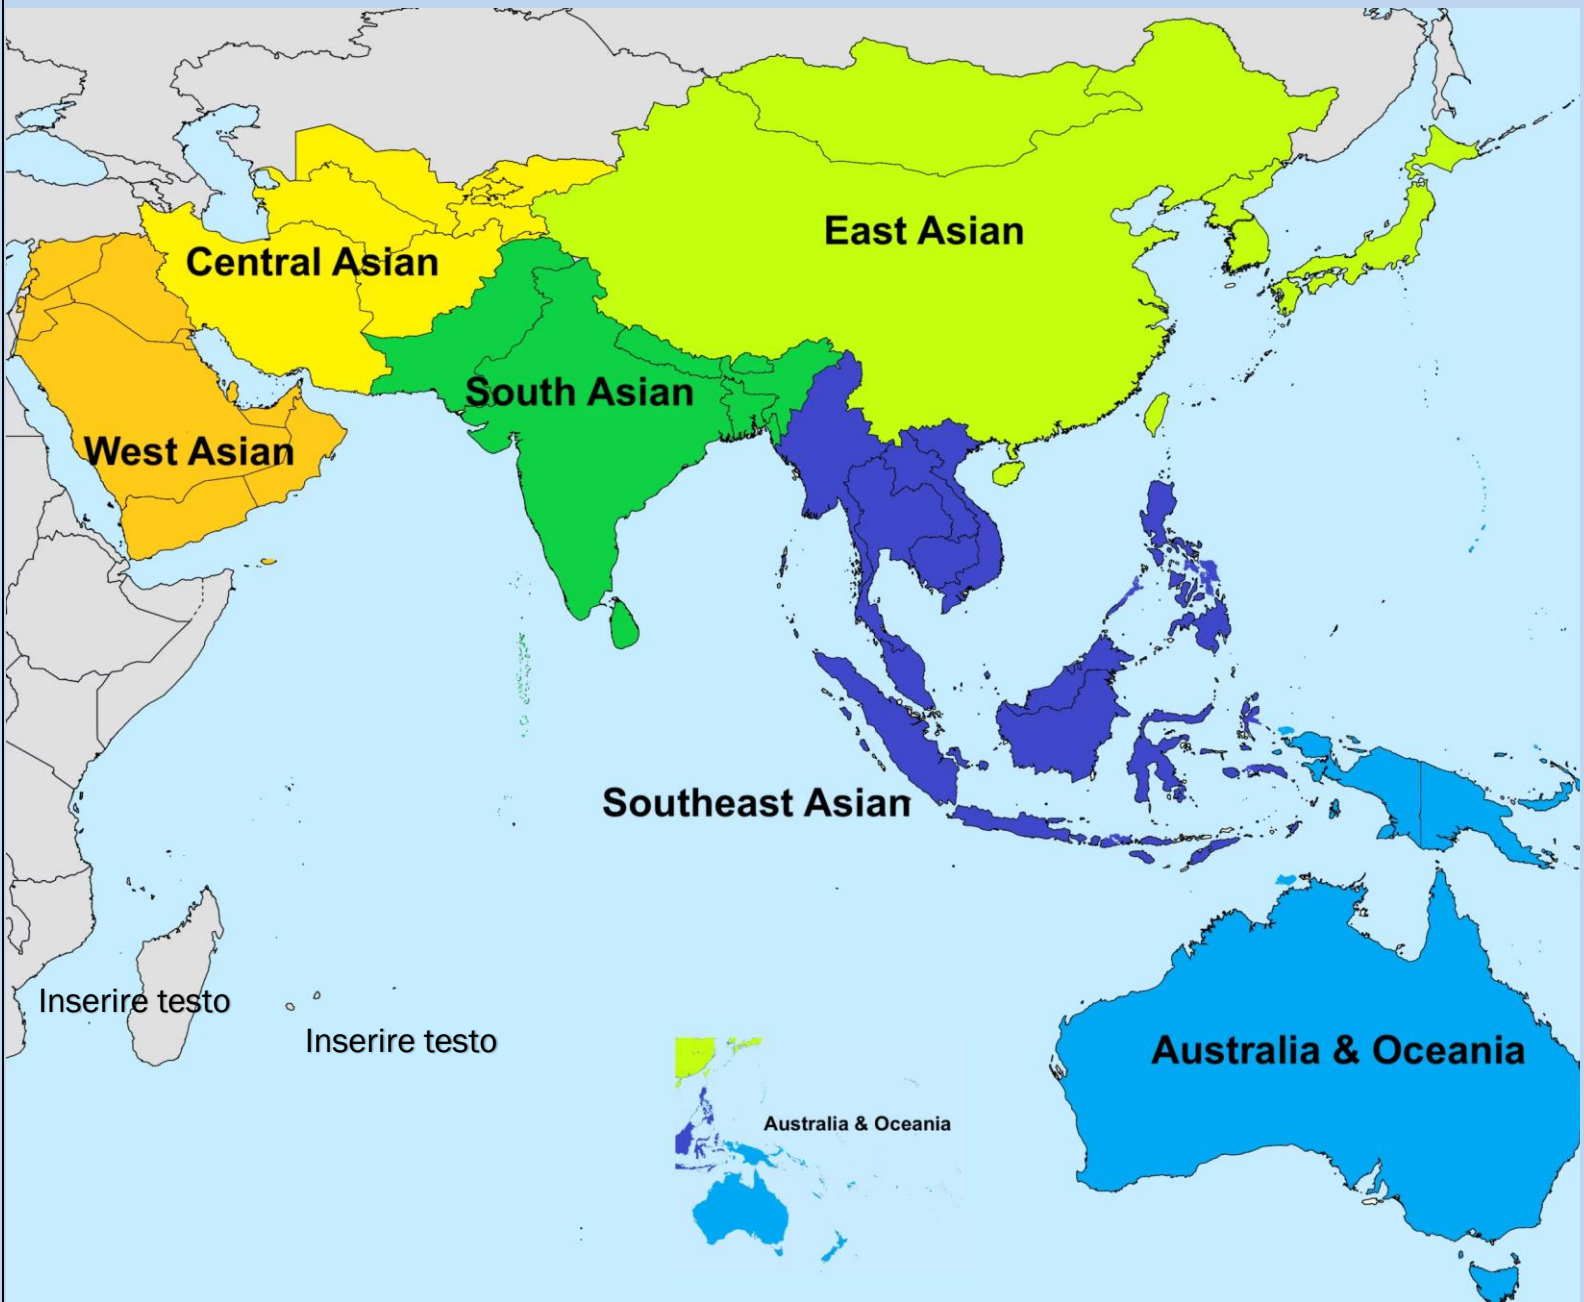 East Asian
Central Asian
South Asian
West Asian
Southeast Asian
Inserire testo
Inserire testo
Australia & Oceania
Australia & Oceania